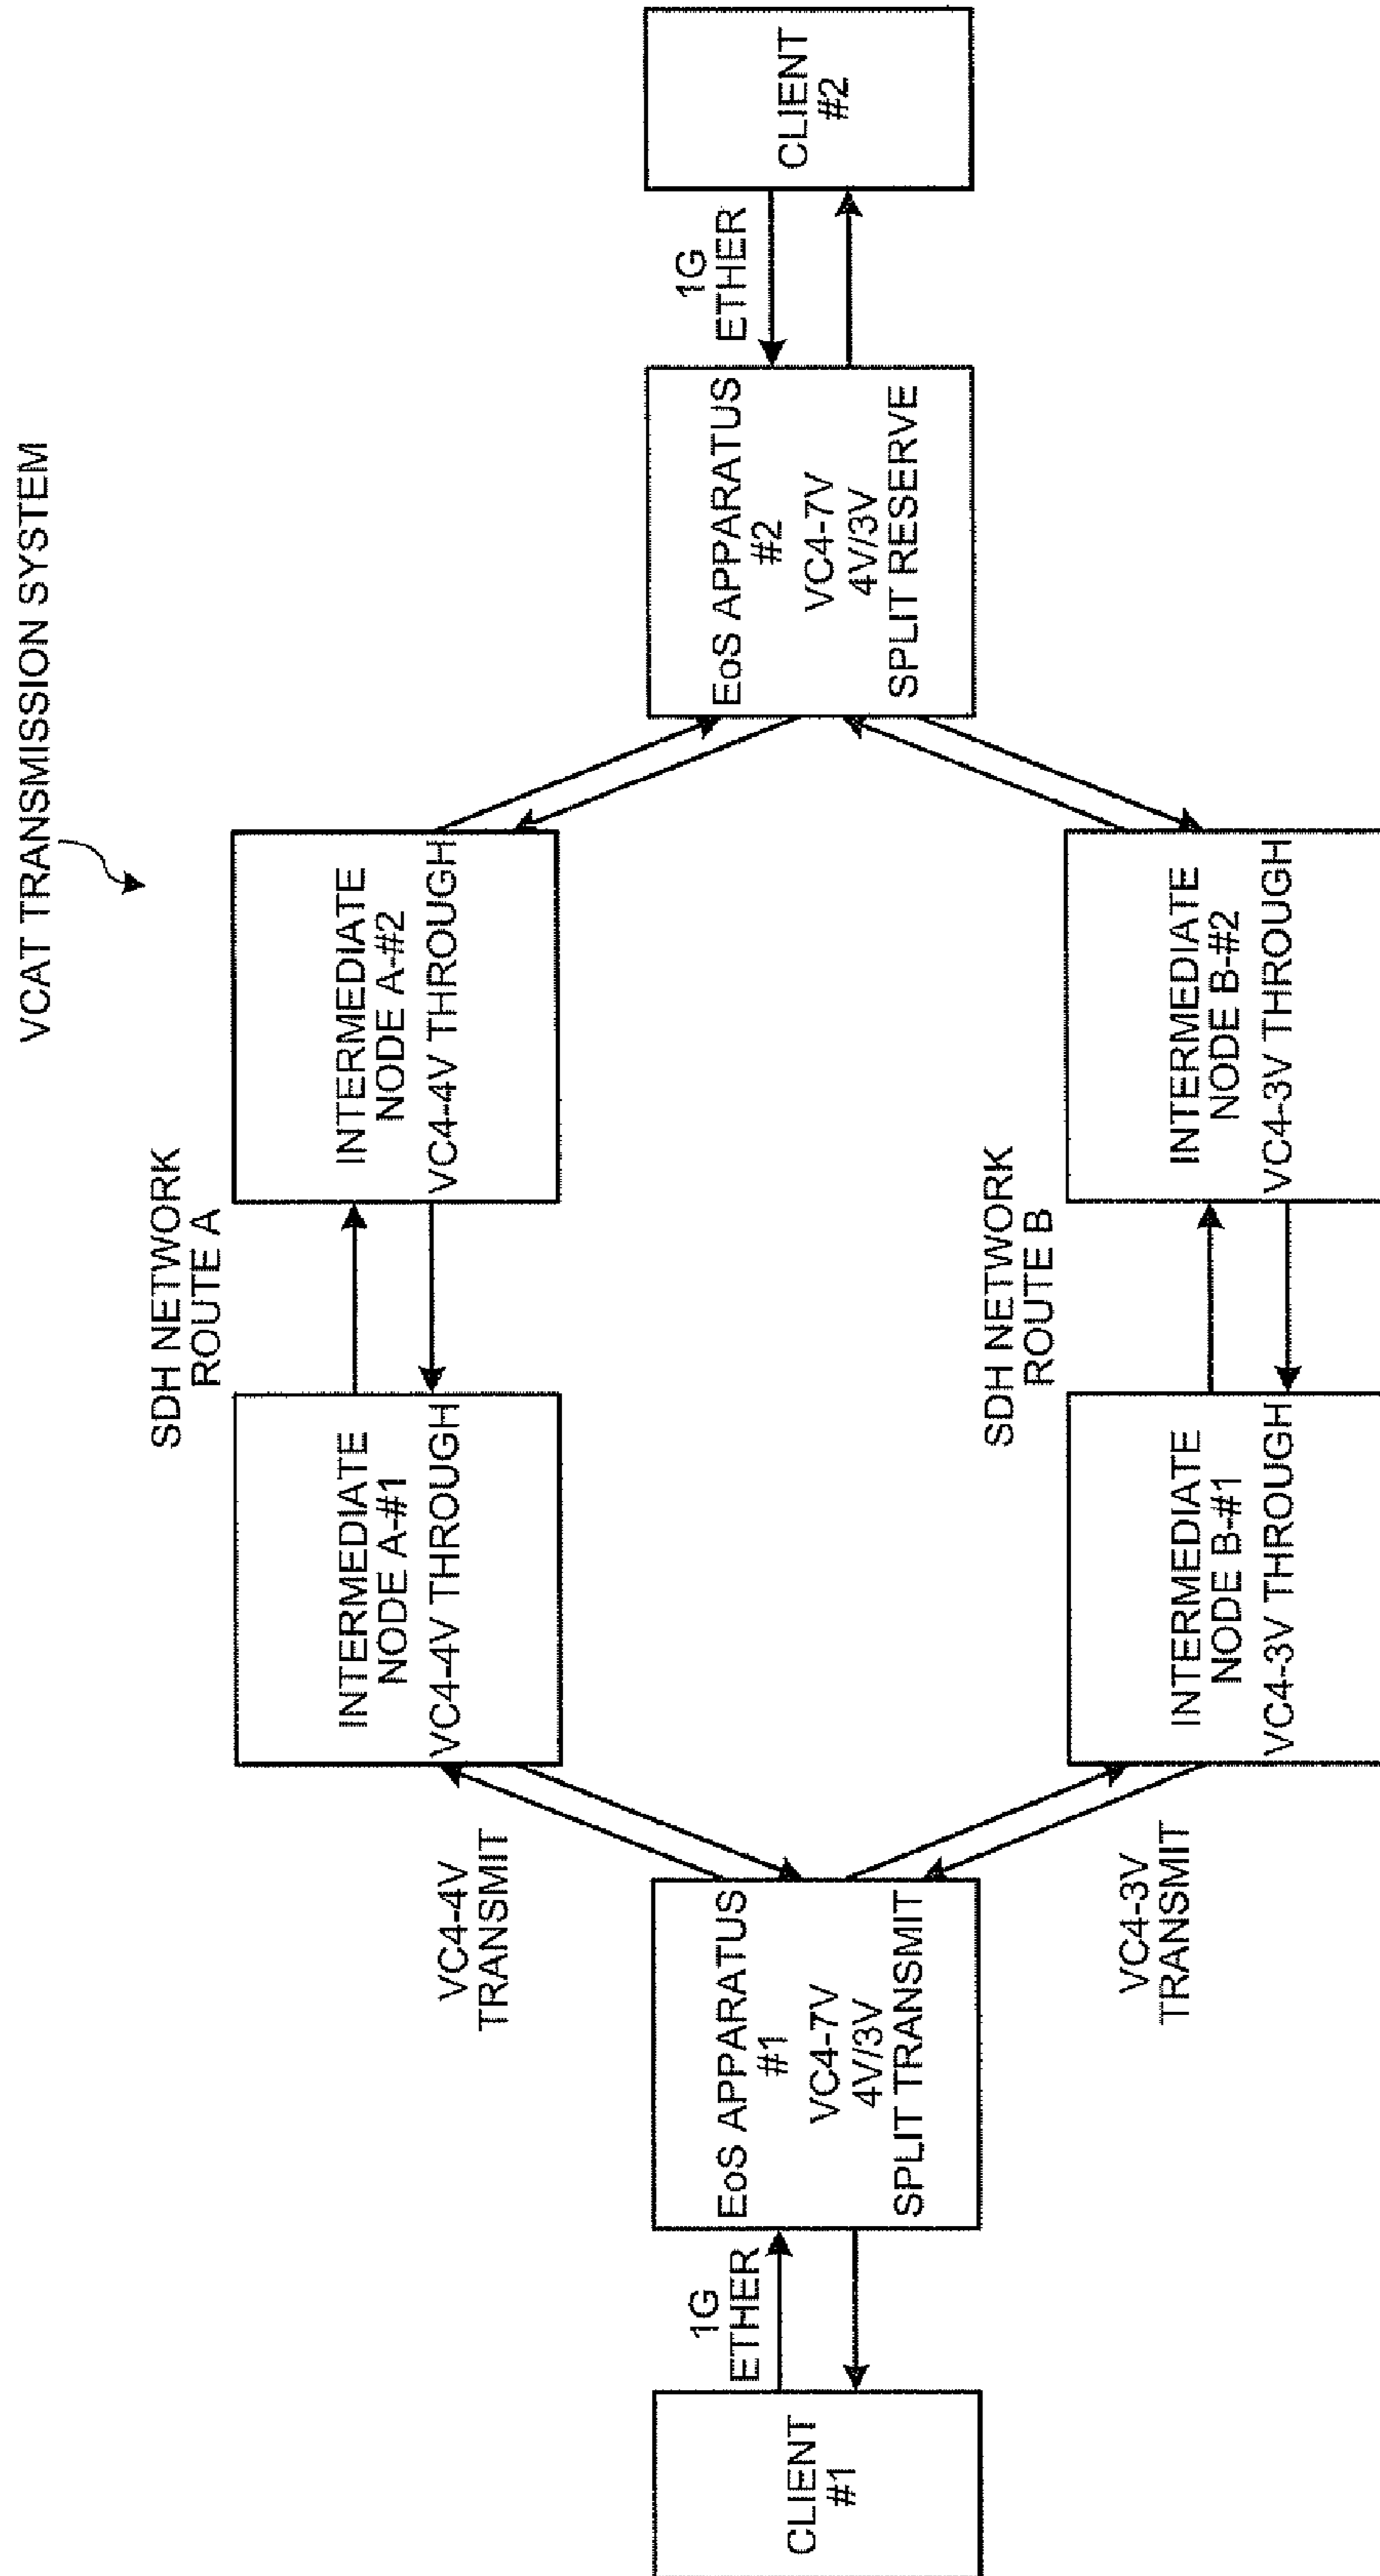 VCAT TRANSMISSION SYSTEM
SDH NETWORK
ROUTE A
INTERMEDIATE
NODE A-#1
VC4-4V THROUGH
INTERMEDIATE
NODE A-#2
VC4-4V THROUGH
VC4-4V
TRANSMIT
CLIENT
#1
1G
ETHER
EoS APPARATUS
#1
VC4-7V
4V/3V
SPLIT TRANSMIT
EoS APPARATUS
#2
VC4-7V
4V/3V
SPLIT RESERVE
1G
ETHER
CLIENT
#2
VC4-3V
TRANSMIT
SDH NETWORK
ROUTE B
INTERMEDIATE
NODE B-#1
VC4-3V THROUGH
INTERMEDIATE
NODE B-#2
VC4-3V THROUGH